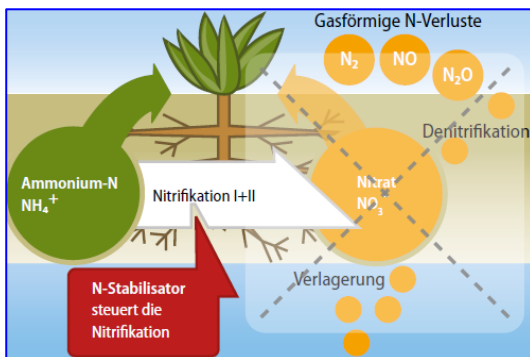 Gasförmige N-Verluste
N₂
NO
N₂O
Denitrifikation
Ammonium-N
NH₄⁺
Nitrifikation I+II
Nitrat
NO₃
N-Stabilisator
steuert die
Nitrifikation
Verlagerung